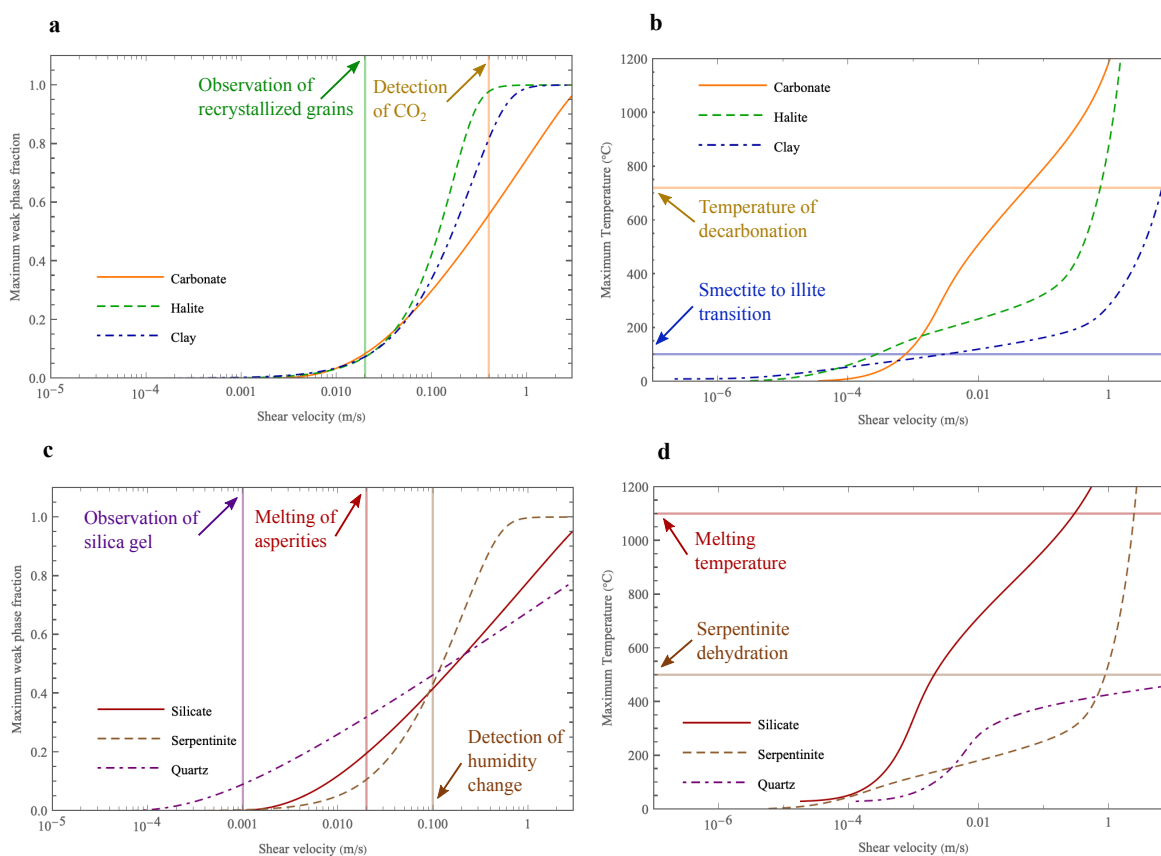 a
Maximum weak phase fraction
1.0
0.8
0.6
0.4
0.2
0.0
Observation of
recrystallized grains
Detection
of CO₂
Carbonate
Halite
Clay
10⁻⁵
10⁻⁴
0.001
0.010
0.100
1
Shear velocity (m/s)
b
Maximum Temperature (°C)
1200
1000
800
600
400
200
0
Carbonate
Halite
Clay
Temperature of
decarbonation
Smectite to illite
transition
10⁻⁶
10⁻⁴
0.01
1
Shear velocity (m/s)
c
Maximum weak phase fraction
1.0
0.8
0.6
0.4
0.2
0.0
Observation of
silica gel
Melting of
asperities
Silicate
Serpentinite
Quartz
Detection of
humidity
change
10⁻⁵
10⁻⁴
0.001
0.010
0.100
1
Shear velocity (m/s)
d
Maximum Temperature (°C)
1200
1000
800
600
400
200
0
Melting
temperature
Serpentinite
dehydration
Silicate
Serpentinite
Quartz
10⁻⁶
10⁻⁴
0.01
1
Shear velocity (m/s)